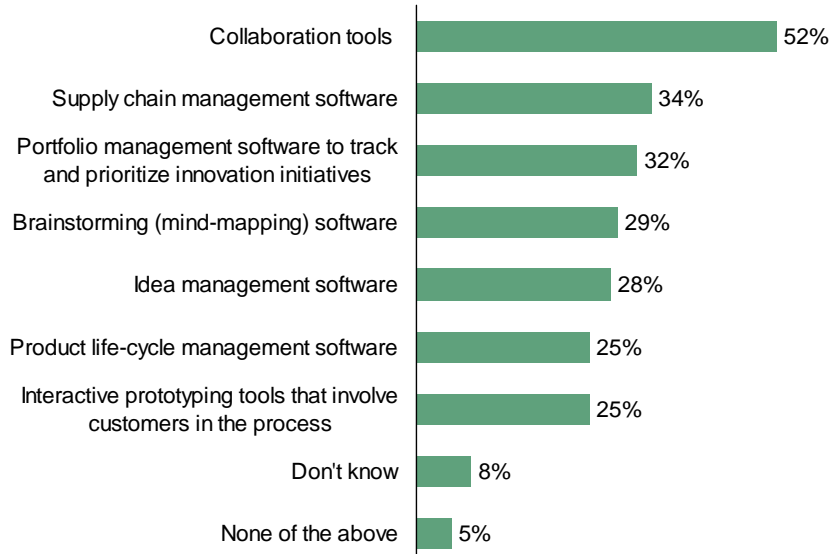 Collaboration tools 52%
Supply chain management software 34%
Portfolio management software to track
and prioritize innovation initiatives 32%
Brainstorming (mind-mapping) software 29%
Idea management software 28%
Product life-cycle management software 25%
Interactive prototyping tools that involve
customers in the process 25%
Don't know 8%
None of the above 5%